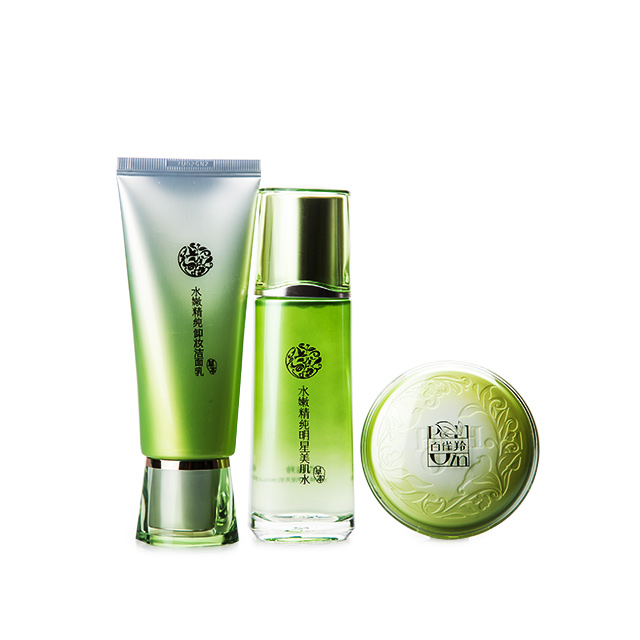 水嫩精纯卸妆洁面乳
水嫩精纯明星美肌水
百雀羚